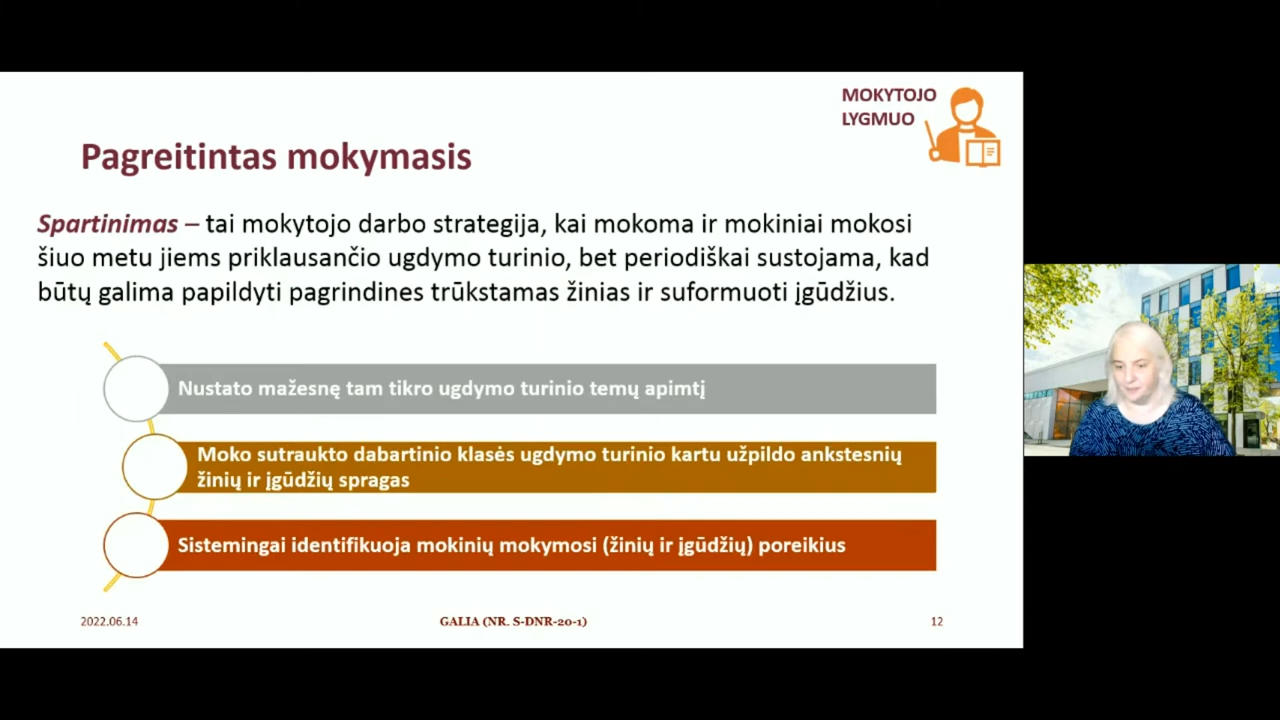 MOKYTOJO
LYGMUO
Pagreitintas mokymasis
Spartinimas – tai mokytojo darbo strategija, kai mokoma ir mokiniai mokosi
šiuo metu jiems priklausančio ugdymo turinio, bet periodiškai sustojama, kad
būtų galima papildyti pagrindines trūkstamas žinias ir suformuoti įgūdžius.
Nustato mažesnę tam tikro ugdymo turinio temų apimtį
Moko sutraukto dabartinio klasės ugdymo turinio kartu užpildo ankstesnių
žinių ir įgūdžių spragas
Sistemingai identifikuoja mokinių mokymosi (žinių ir įgūdžių) poreikius
2022.06.14
GALIA (NR. S-DNR-20-1)
12